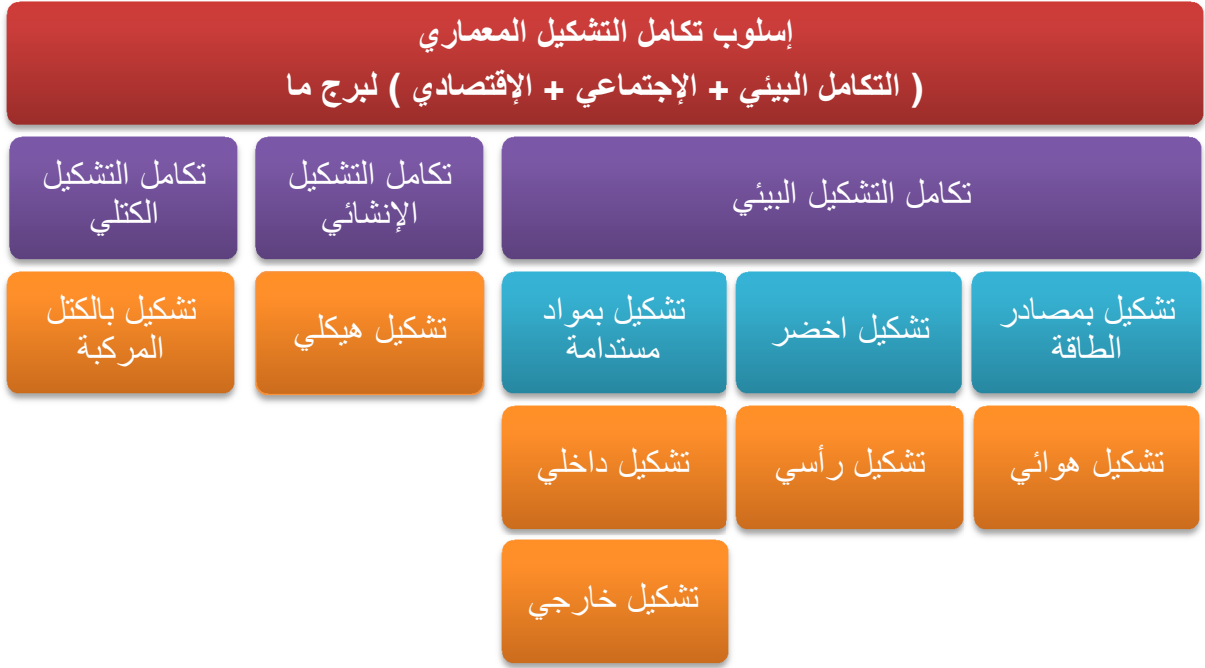 إسلوب تكامل التشكيل المعماري
( التكامل البيئي + الإجتماعي + الإقتصادي ) لبرج ما
تكامل التشكيل البيئي
تكامل التشكيل
الإنشائي
تكامل التشكيل
الكتلي
تشكيل بمصادر
الطاقة
تشكيل اخضر
تشكيل بمواد
مستدامة
تشكيل هيكلي
تشكيل بالكتل
المركبة
تشكيل هوائي
تشكيل رأسي
تشكيل داخلي
تشكيل خارجي